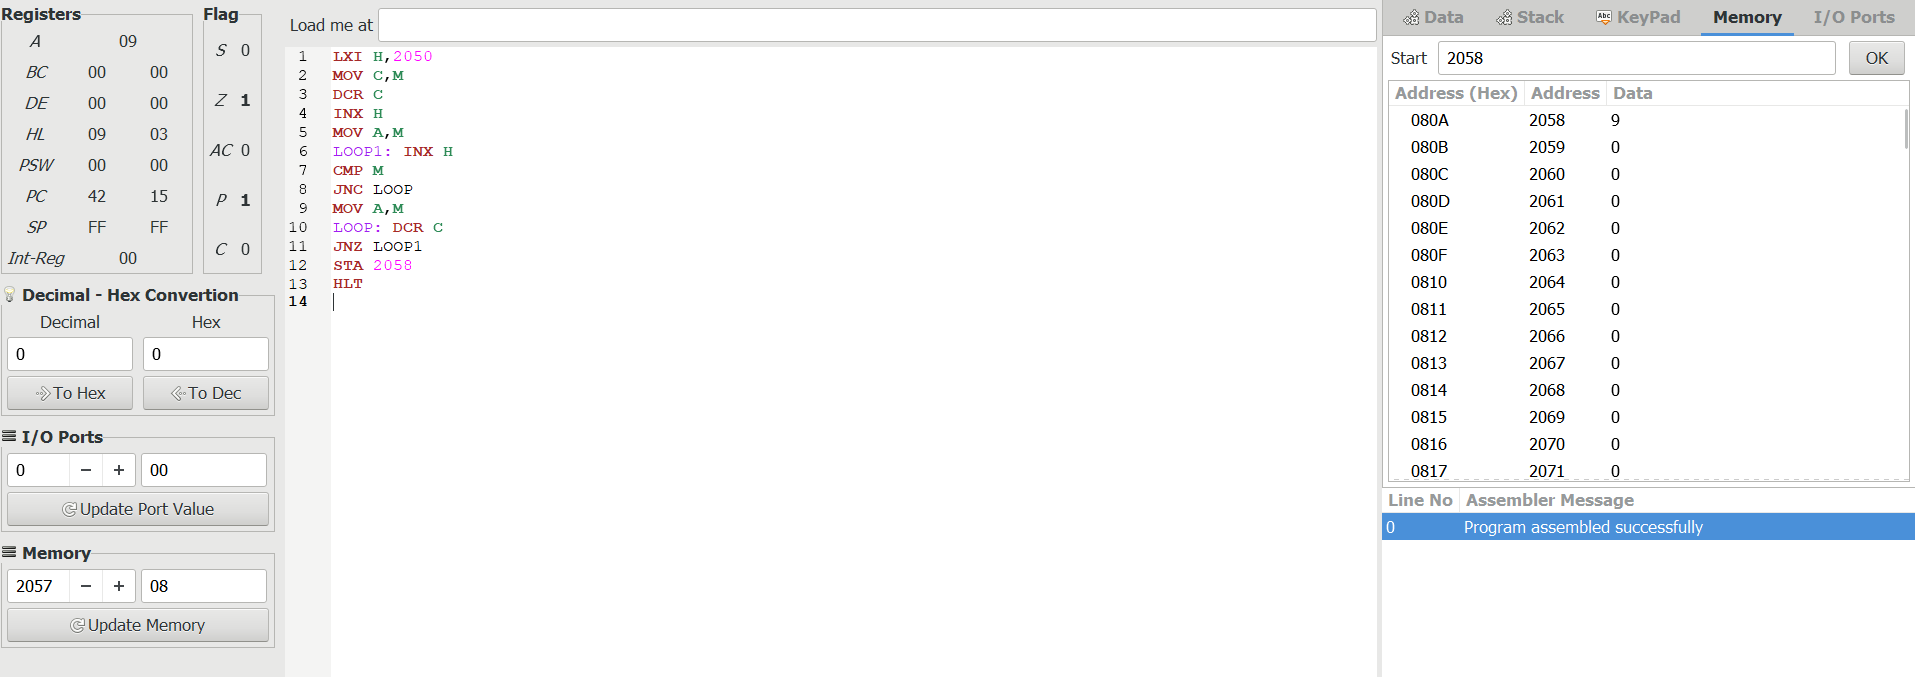 Registers
A 09
BC 00 00
DE 00 00
HL 09 03
PSW 00 00
PC 42 15
SP FF FF
Int-Reg 00
Flag
S 0
Z 1
AC 0
P 1
C 0
Decimal - Hex Convertion
Decimal Hex
0 0
To Hex To Dec
I/O Ports
0 − + 00
Update Port Value
Memory
2057 − + 08
Update Memory
Load me at
1 LXI H,2050
2 MOV C,M
3 DCR C
4 INX H
5 MOV A,M
6 LOOP1: INX H
7 CMP M
8 JNC LOOP
9 MOV A,M
10 LOOP: DCR C
11 JNZ LOOP1
12 STA 2058
13 HLT
14
Data Stack Abc KeyPad Memory I/O Ports
Start 2058 OK
Address (Hex) Address Data
080A 2058 9
080B 2059 0
080C 2060 0
080D 2061 0
080E 2062 0
080F 2063 0
0810 2064 0
0811 2065 0
0812 2066 0
0813 2067 0
0814 2068 0
0815 2069 0
0816 2070 0
0817 2071 0
Line No Assembler Message
0 Program assembled successfully